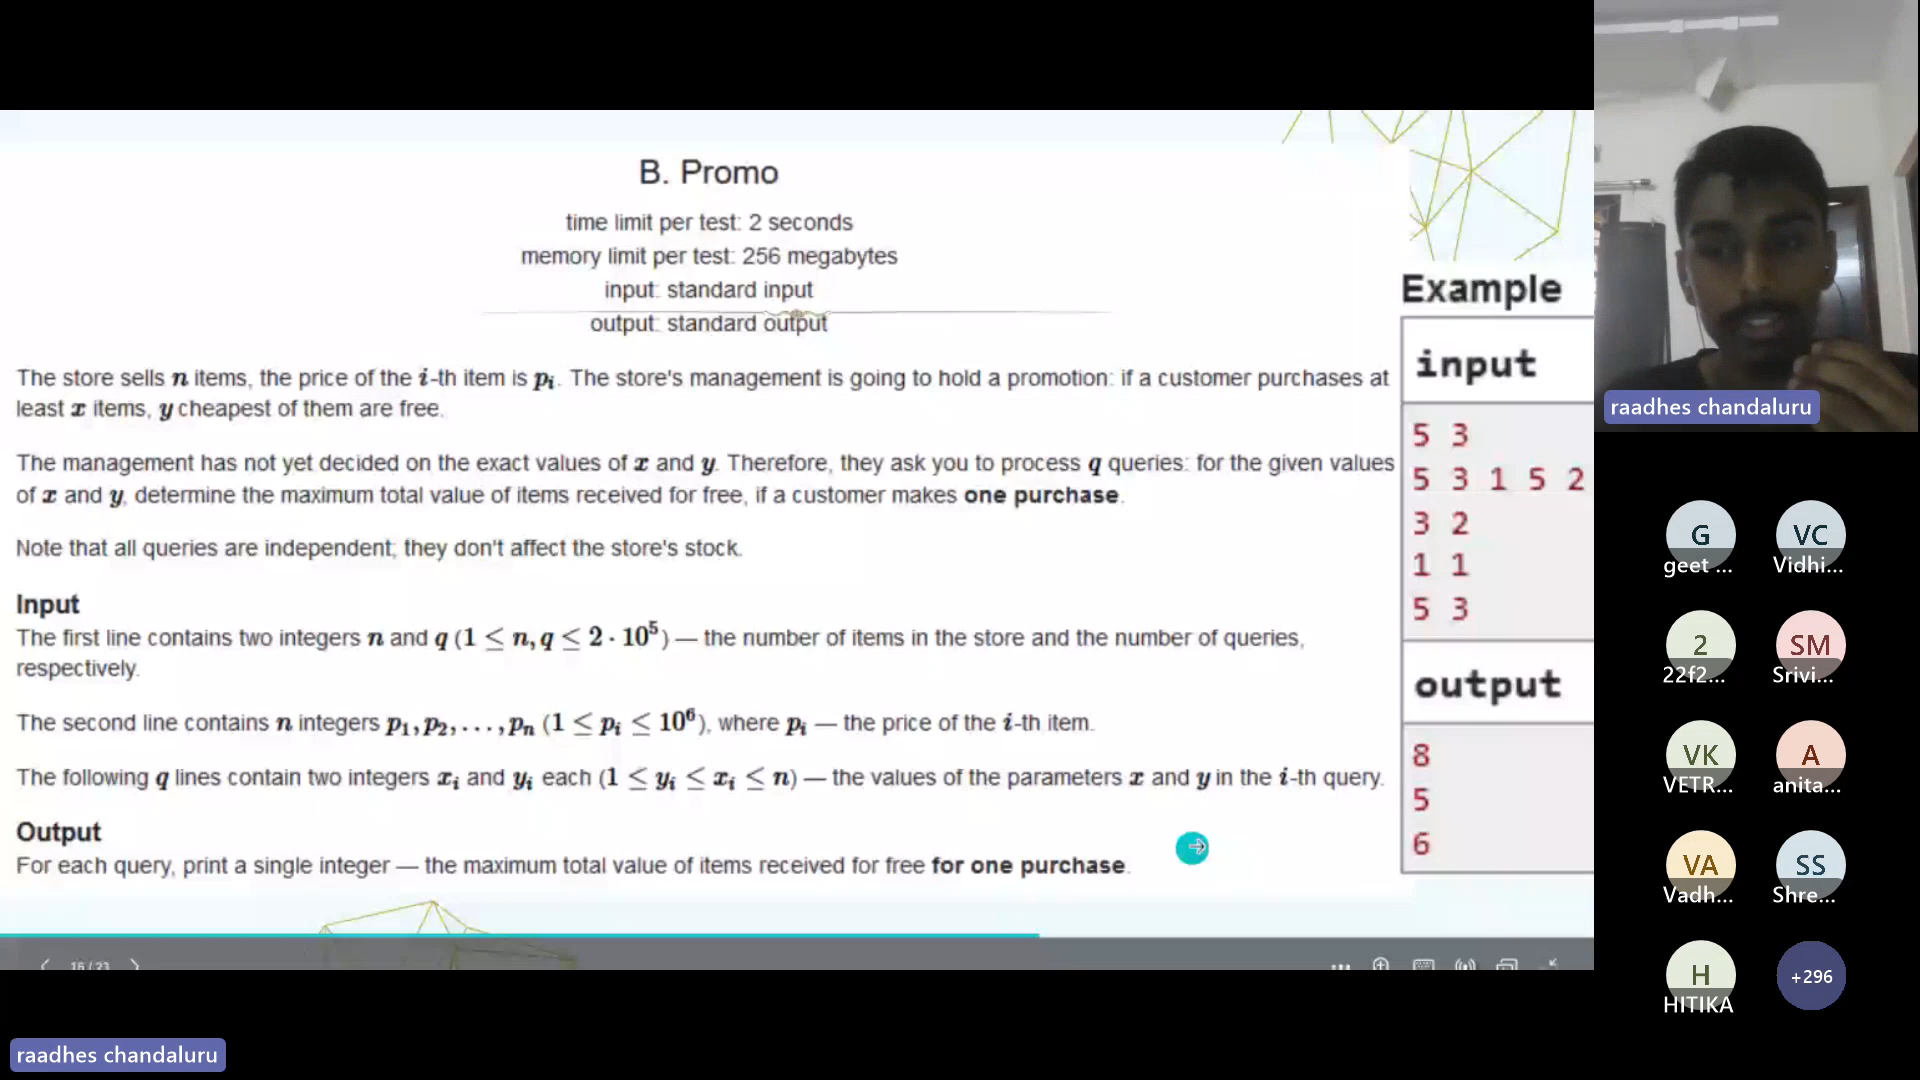 B. Promo
time limit per test: 2 seconds
memory limit per test: 256 megabytes
input: standard input
output: standard output
The store sells n items, the price of the i-th item is pᵢ. The store's management is going to hold a promotion: if a customer purchases at
least x items, y cheapest of them are free.
The management has not yet decided on the exact values of x and y. Therefore, they ask you to process q queries: for the given values
of x and y, determine the maximum total value of items received for free, if a customer makes one purchase.
Note that all queries are independent; they don't affect the store's stock.
Input
The first line contains two integers n and q (1 ≤ n, q ≤ 2 · 10⁵) — the number of items in the store and the number of queries,
respectively.
The second line contains n integers p₁, p₂, . . . , pₙ (1 ≤ pᵢ ≤ 10⁶), where pᵢ — the price of the i-th item.
The following q lines contain two integers xᵢ and yᵢ each (1 ≤ yᵢ ≤ xᵢ ≤ n) — the values of the parameters x and y in the i-th query.
Output
For each query, print a single integer — the maximum total value of items received for free for one purchase.
Example
input
5 3
5 3 1 5 2
3 2
1 1
5 3
output
8
5
6
16 / 23
raadhes chandaluru
G
geet ...
VC
Vidhi...
2
22f2...
SM
Srivi...
VK
VETR...
A
anita...
VA
Vadh...
SS
Shre...
H
HITIKA
+296
raadhes chandaluru